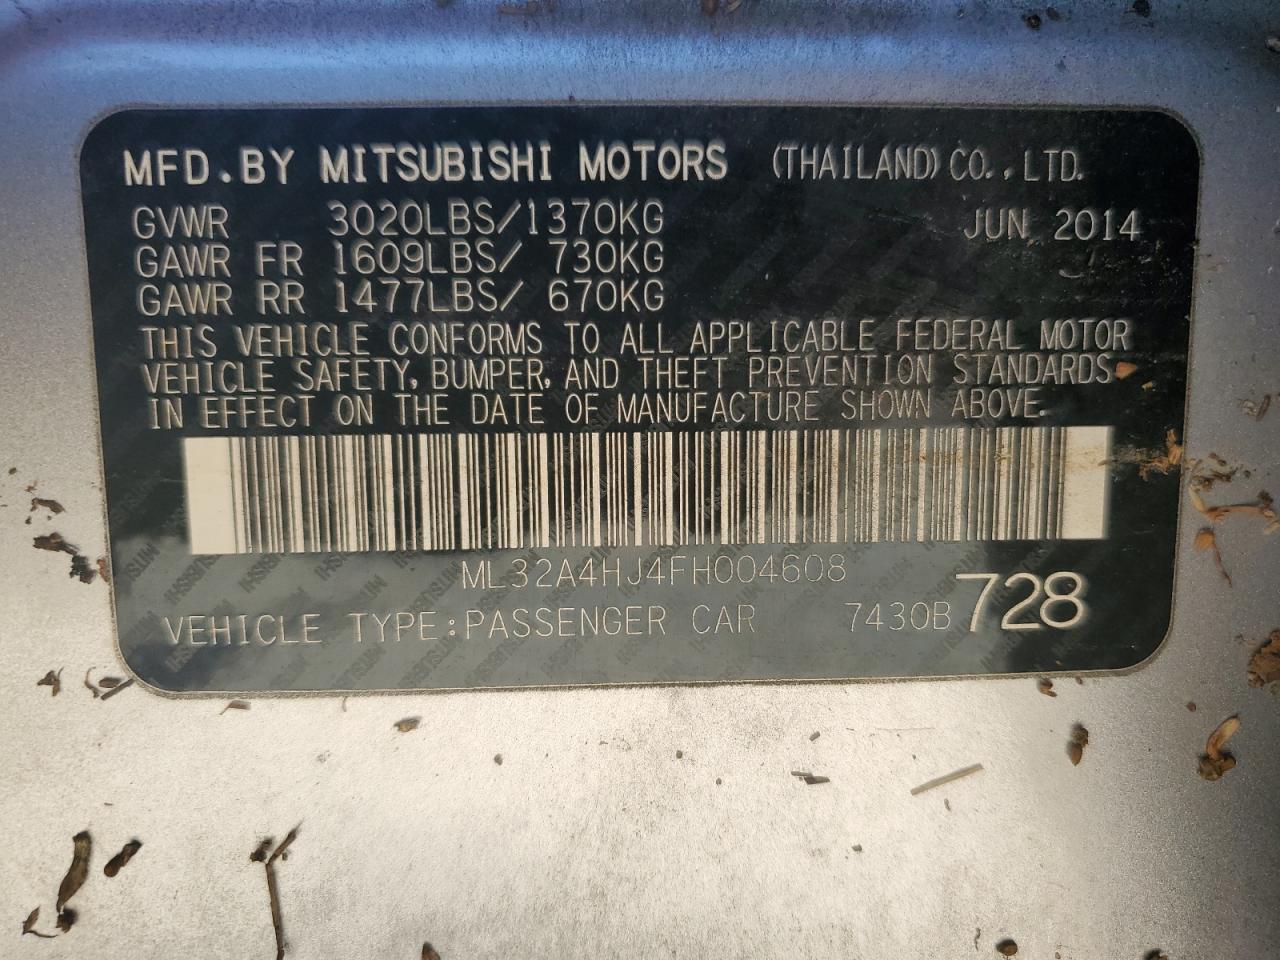 MFD.BY MITSUBISHI MOTORS (THAILAND) CO., LTD.
GVWR 3020LBS/1370KG JUN 2014
GAWR FR 1609LBS/ 730KG
GAWR RR 1477LBS/ 670KG
THIS VEHICLE CONFORMS TO ALL APPLICABLE FEDERAL MOTOR
VEHICLE SAFETY, BUMPER, AND THEFT PREVENTION STANDARDS
IN EFFECT ON THE DATE OF MANUFACTURE SHOWN ABOVE.
ML32A4HJ4FH004608
VEHICLE TYPE:PASSENGER CAR 7430B 728